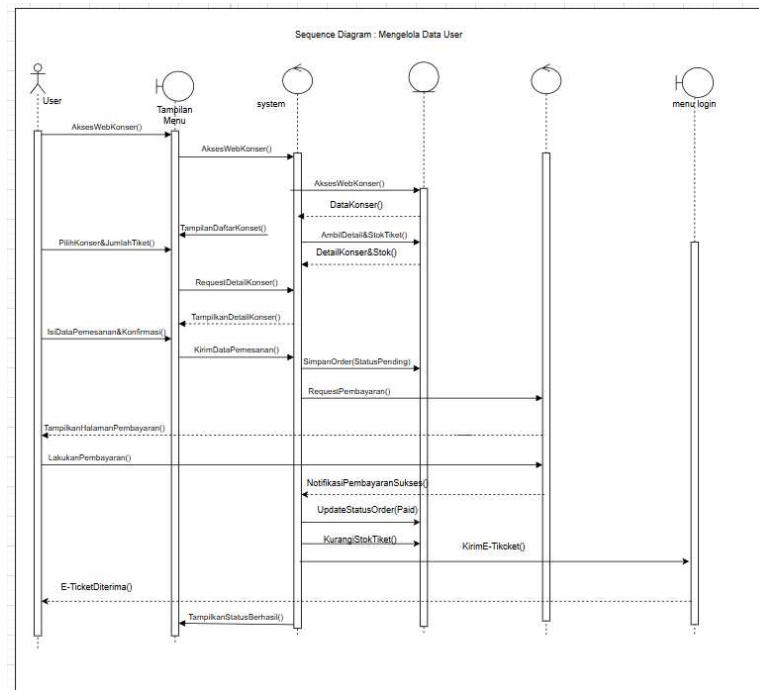 Sequence Diagram : Mengelola Data User
User
Tampilan
Menu
system
menu login
AksesWebKonser()
AksesWebKonser()
AksesWebKonser()
DataKonser()
TampilanDaftarKonset()
AmbilDetail&StokTiket()
PilihKonser&JumlahTiket()
DetailKonser&Stok()
RequestDetailKonser()
TampilkanDetailKonser()
IsiDataPemesanan&Konfirmasi()
KirimDataPemesanan()
SimpanOrder(StatusPending)
RequestPembayaran()
TampilkanHalamanPembayaran()
LakukanPembayaran()
NotifikasiPembayaranSukses()
UpdateStatusOrder(Paid)
KurangiStokTiket()
KirimE-Tikcket()
E-TicketDiterima()
TampilkanStatusBerhasil()